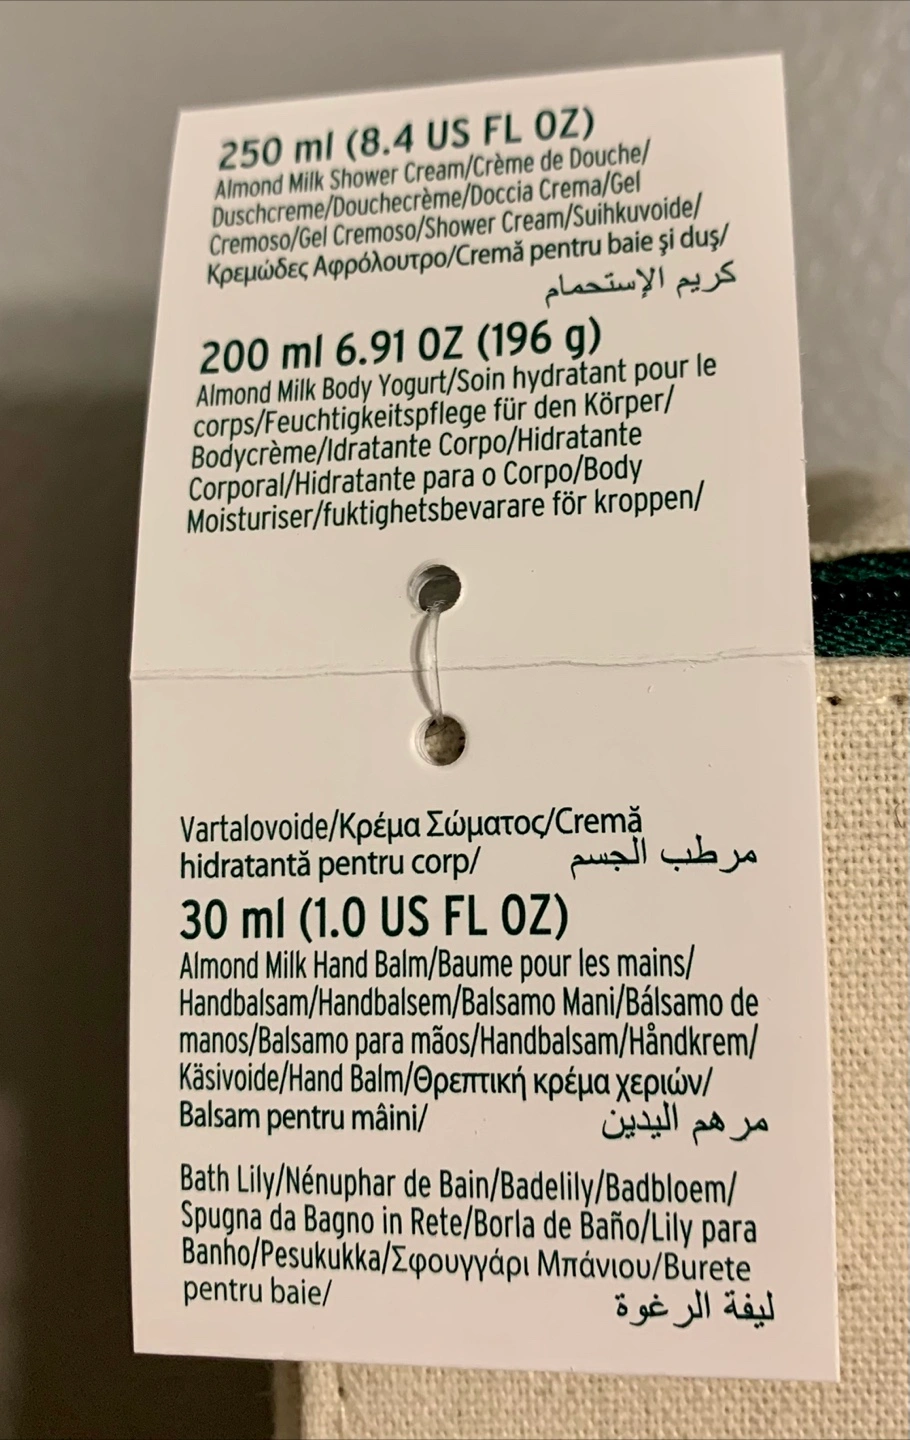 250 ml (8.4 US FL OZ)
Almond Milk Shower Cream/Crème de Douche/
Duschcreme/Douchecrème/Doccia Crema/Gel
Cremoso/Gel Cremoso/Shower Cream/Suihkuvoide/
Κρεμώδες Αφρόλουτρο/Cremă pentru baie şi duş/
كريم الإستحمام
200 ml 6.91 OZ (196 g)
Almond Milk Body Yogurt/Soin hydratant pour le
corps/Feuchtigkeitspflege für den Körper/
Bodycrème/Idratante Corpo/Hidratante
Corporal/Hidratante para o Corpo/Body
Moisturiser/fuktighetsbevarare för kroppen/
Vartalovoide/Κρέμα Σώματος/Cremă
hidratantă pentru corp/ مرطب الجسم
30 ml (1.0 US FL OZ)
Almond Milk Hand Balm/Baume pour les mains/
Handbalsam/Handbalsem/Balsamo Mani/Bálsamo de
manos/Balsamo para mãos/Handbalsam/Håndkrem/
Käsivoide/Hand Balm/Θρεπτική κρέμα χεριών/
Balsam pentru mâini/ مرهم اليدين
Bath Lily/Nénuphar de Bain/Badelily/Badbloem/
Spugna da Bagno in Rete/Borla de Baño/Lily para
Banho/Pesukukka/Σφουγγάρι Μπάνιου/Burete
pentru baie/ ليفة الرغوة